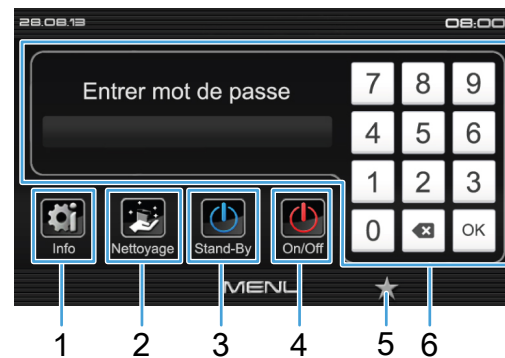 28.08.13 08:00
Entrer mot de passe
7 8 9
4 5 6
1 2 3
0 OK
Info Nettoyage Stand-By On/Off
MENU
1 2 3 4 5 6